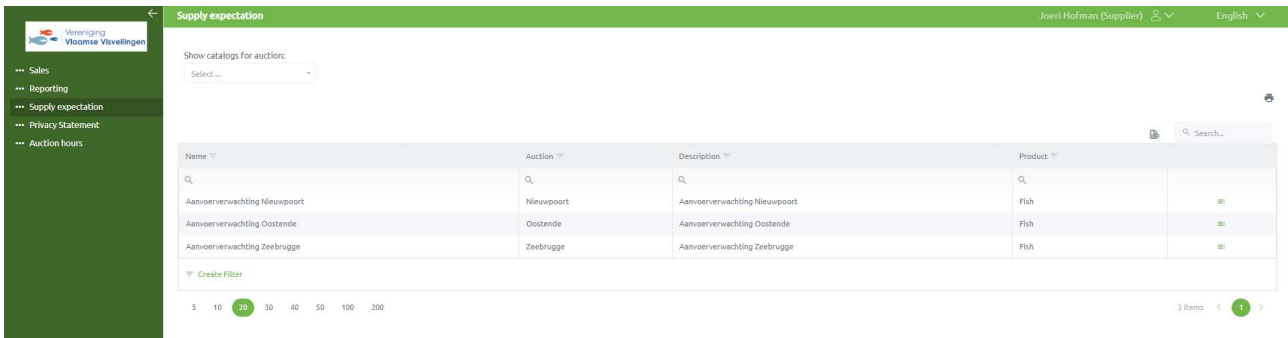 Supply expectation
Joeri Hofman (Supplier)
English
Vereniging
Vlaamse Visveilingen
Sales
Reporting
Supply expectation
Privacy Statement
Auction hours
Show catalogs for auction:
Select ...
Search...
Name Auction Description Product
Aanvoerverwachting Nieuwpoort Nieuwpoort Aanvoerverwachting Nieuwpoort Fish
Aanvoerverwachting Oostende Oostende Aanvoerverwachting Oostende Fish
Aanvoerverwachting Zeebrugge Zeebrugge Aanvoerverwachting Zeebrugge Fish
Create Filter
5 10 20 30 40 50 100 200
3 items < 1 >